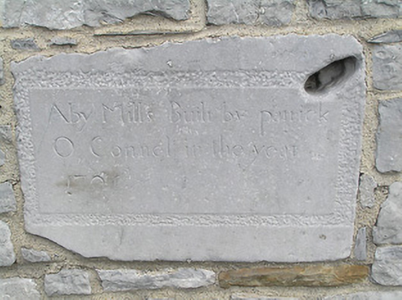 Aby Mills Built by patrick
O Connel in the year